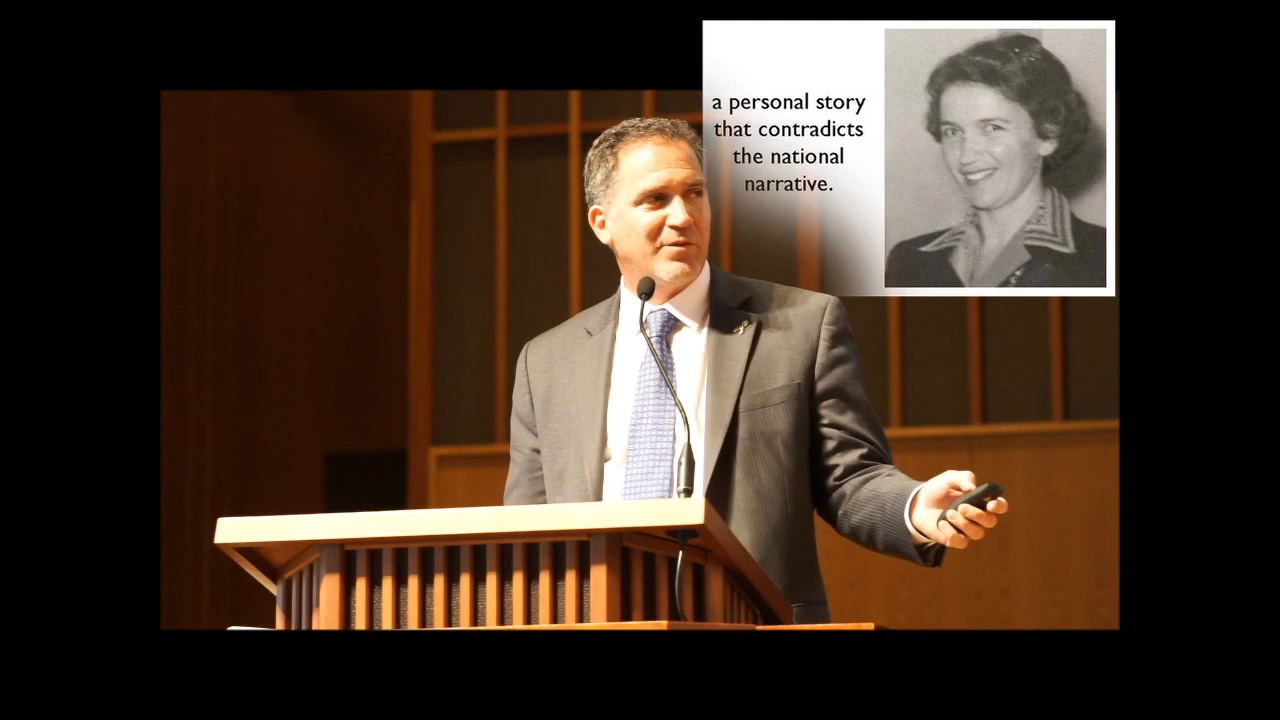 a personal story
that contradicts
the national
narrative.